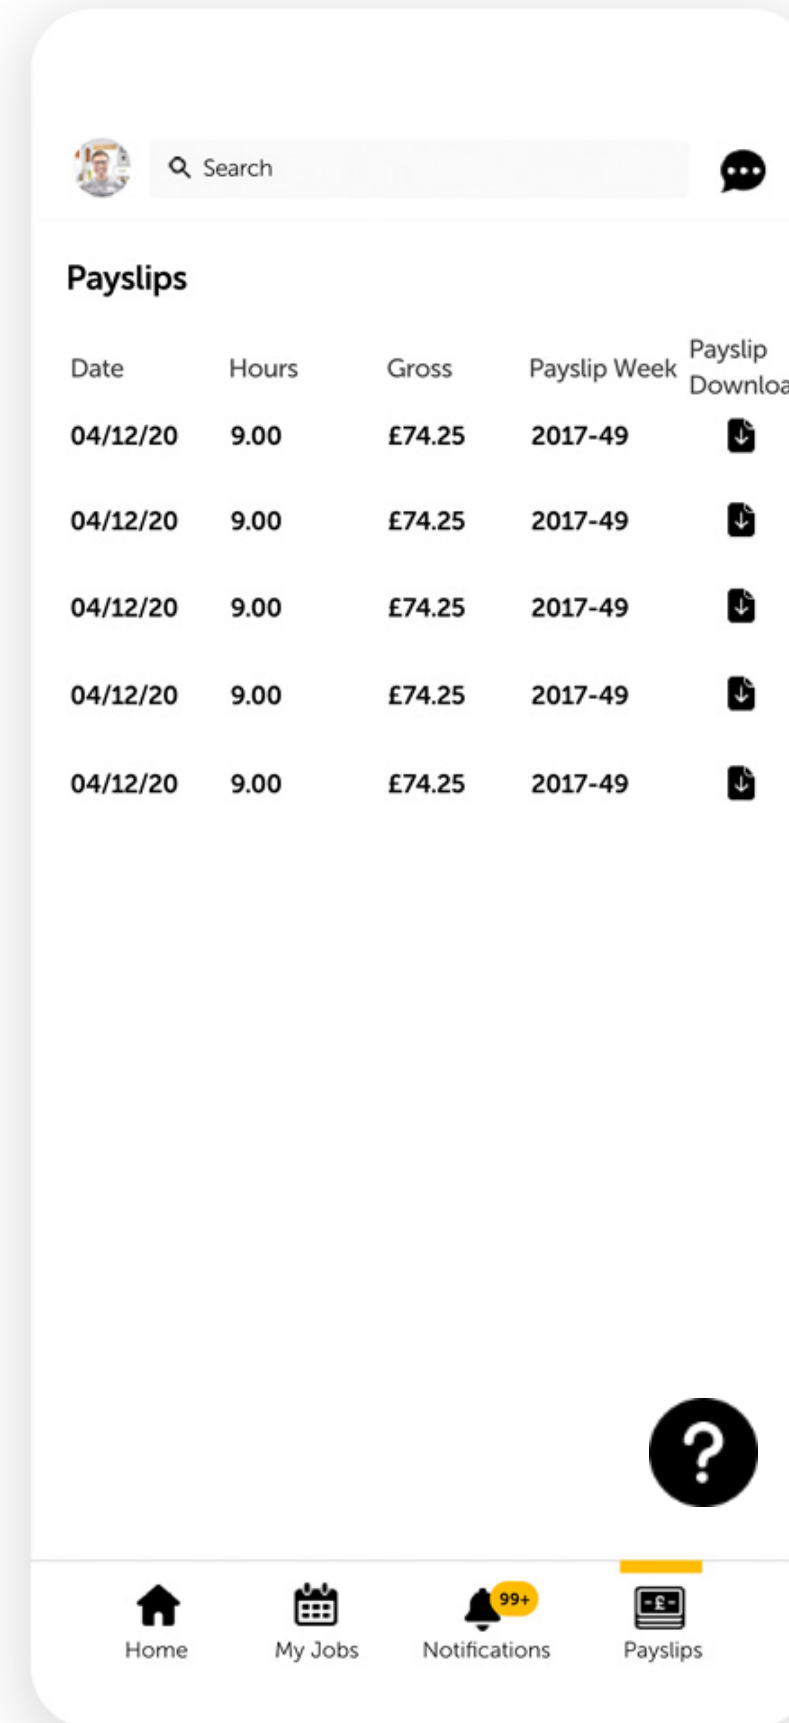 Search
Payslips
Date Hours Gross Payslip Week Payslip Downloa
04/12/20 9.00 £74.25 2017-49
04/12/20 9.00 £74.25 2017-49
04/12/20 9.00 £74.25 2017-49
04/12/20 9.00 £74.25 2017-49
04/12/20 9.00 £74.25 2017-49
?
99+ -£-
Home My Jobs Notifications Payslips